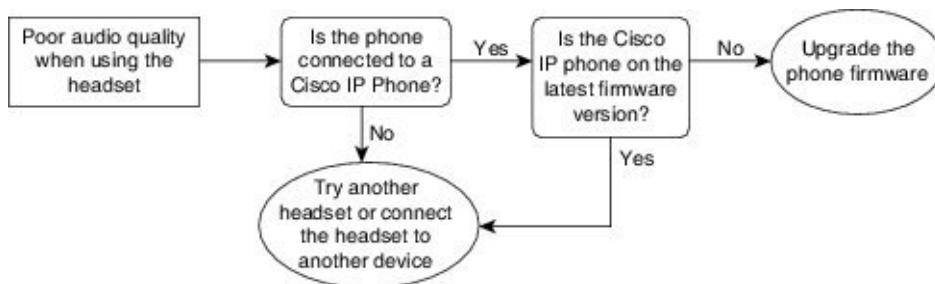 Poor audio quality
when using the
headset
Is the phone
connected to a
Cisco IP Phone?
Yes
Is the Cisco
IP phone on the
latest firmware
version?
No
Upgrade the
phone firmware
No
Yes
Try another
headset or connect
the headset to
another device